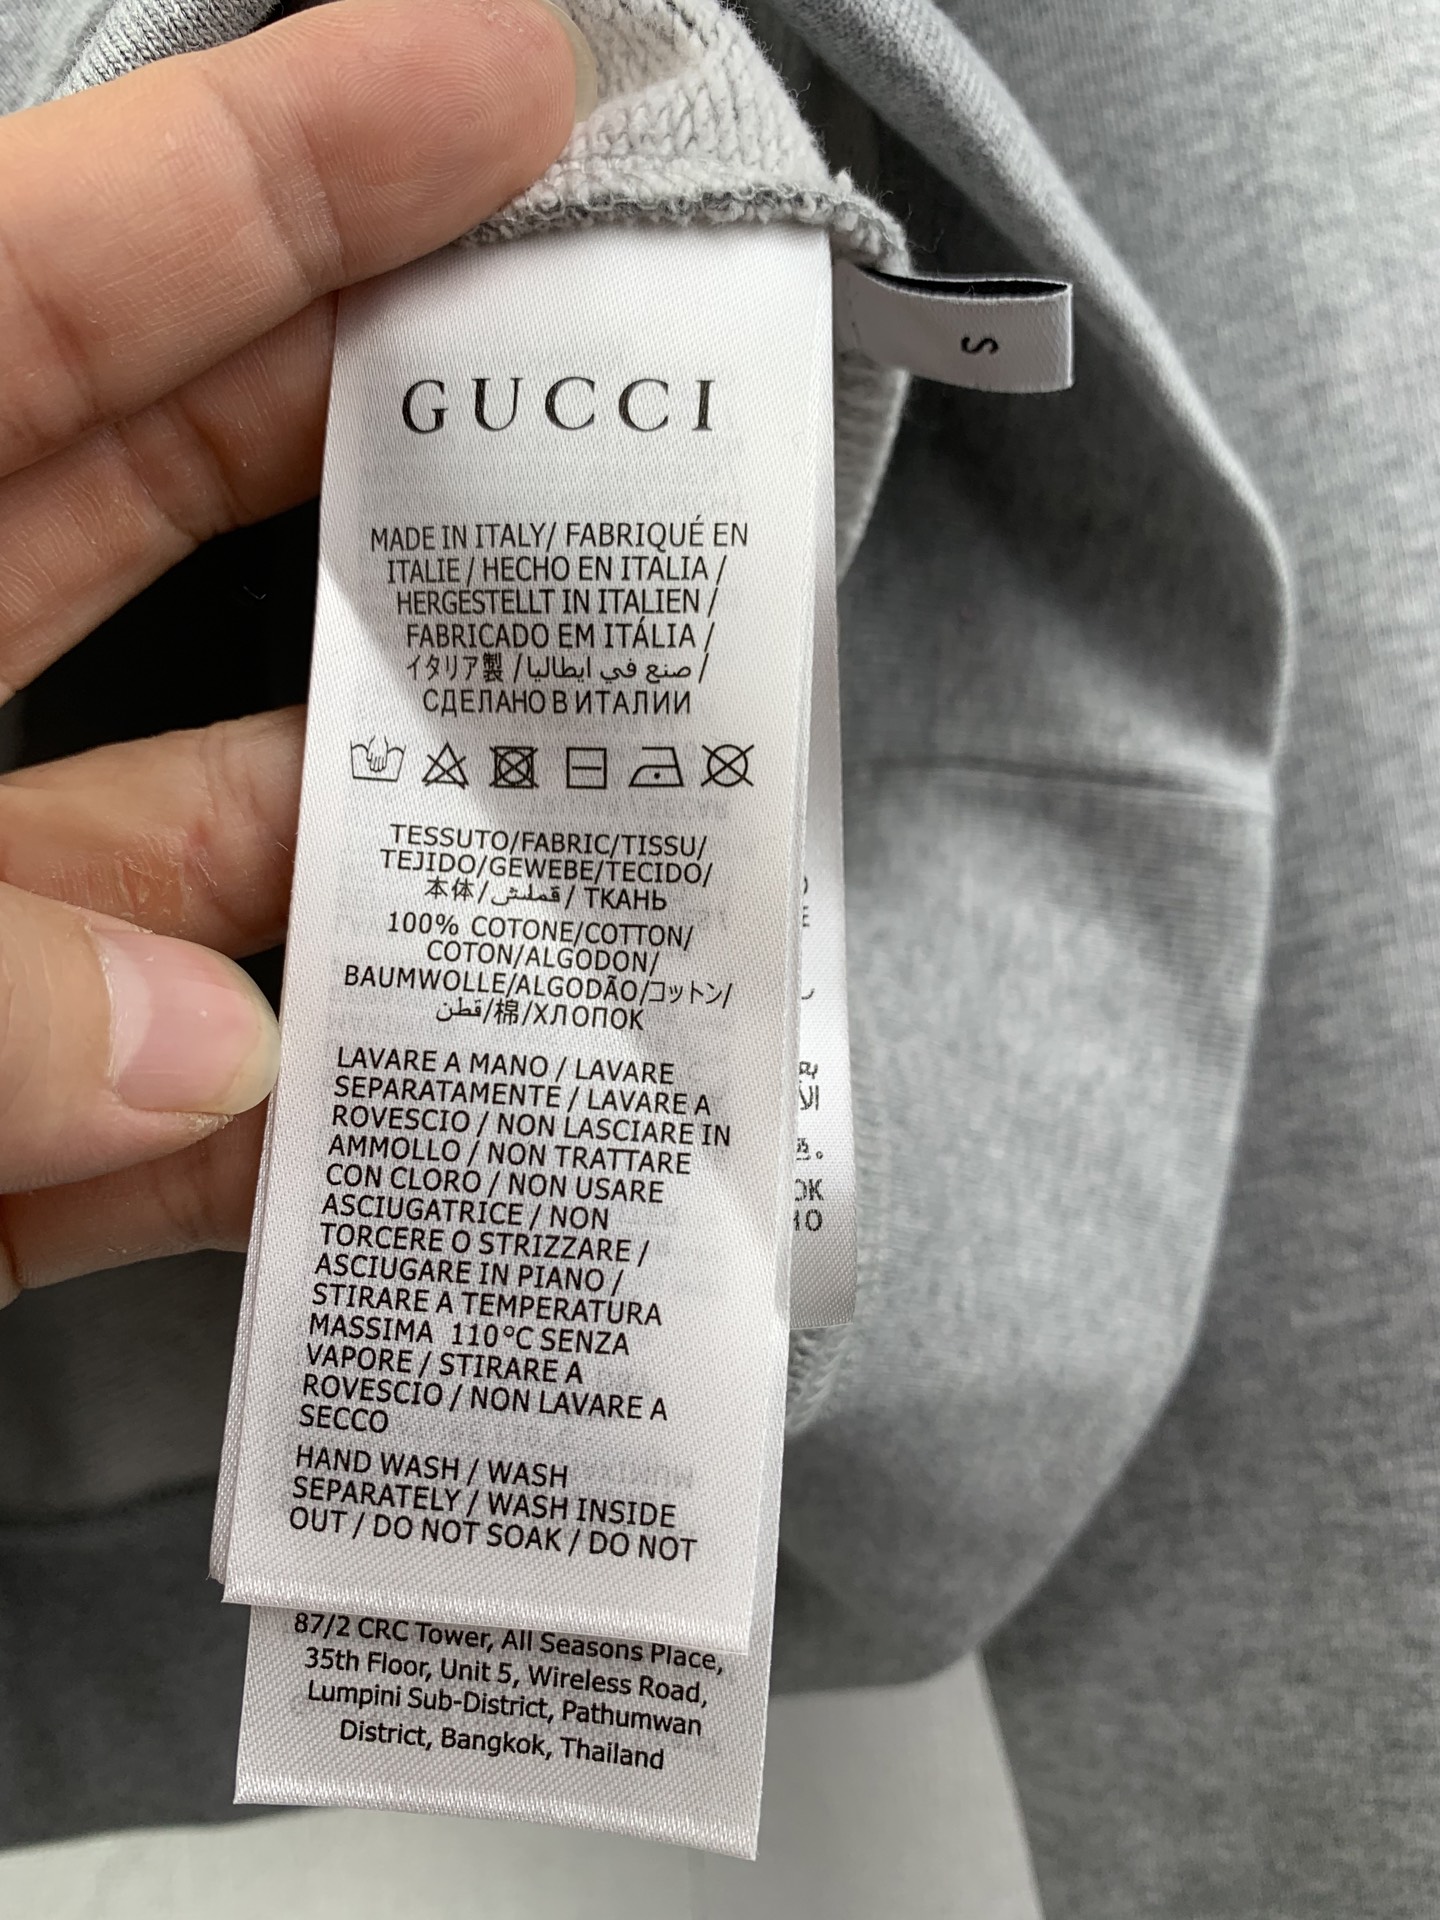 S
GUCCI
MADE IN ITALY/ FABRIQUÉ EN
ITALIE / HECHO EN ITALIA /
HERGESTELLT IN ITALIEN /
FABRICADO EM ITÁLIA /
イタリア製 / صنع في ايطاليا /
СДЕЛАНО В ИТАЛИИ
TESSUTO/FABRIC/TISSU/
TEJIDO/GEWEBE/TECIDO/
本体/قملش/ ТКАНЬ
100% COTONE/COTTON/
COTON/ALGODON/
BAUMWOLLE/ALGODÃO/コットン/
قطن/棉/ХЛОПОК
LAVARE A MANO / LAVARE
SEPARATAMENTE / LAVARE A
ROVESCIO / NON LASCIARE IN
AMMOLLO / NON TRATTARE
CON CLORO / NON USARE
ASCIUGATRICE / NON
TORCERE O STRIZZARE /
ASCIUGARE IN PIANO /
STIRARE A TEMPERATURA
MASSIMA 110°C SENZA
VAPORE / STIRARE A
ROVESCIO / NON LAVARE A
SECCO
HAND WASH / WASH
SEPARATELY / WASH INSIDE
OUT / DO NOT SOAK / DO NOT
87/2 CRC Tower, All Seasons Place,
35th Floor, Unit 5, Wireless Road,
Lumpini Sub-District, Pathumwan
District, Bangkok, Thailand